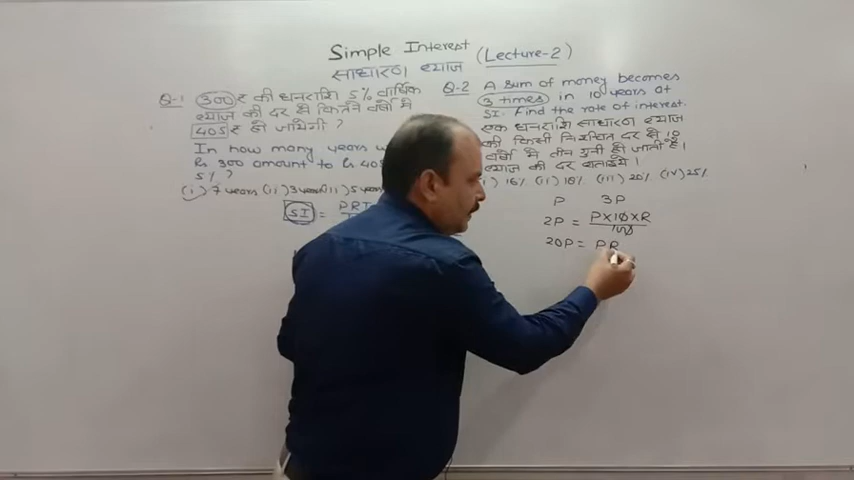 Simple Interest (Lecture-2)
साधारण ब्याज
Q-1 300₹ की धनराशि 5% वार्षिक
ब्याज की दर से कितने वर्षो में
405₹ हो जायेगी ?
In how many years
Rs 300 amount to Rs 405
5% ?
(i) 7 years (ii) 3 years (iii) 5 years
SI = PRT
Q-2 A Sum of money becomes
3 times in 10 years at
SI. Find the rate of interest.
एक धनराशि साधारण ब्याज
की किसी निश्चित दर से 10
वर्षो में तीन गुनी हो जाती है।
ब्याज की दर बताइये।
16% (ii) 18% (iii) 20% (iv) 25%
P 3P
2P = P×10×R
100
20P = PR